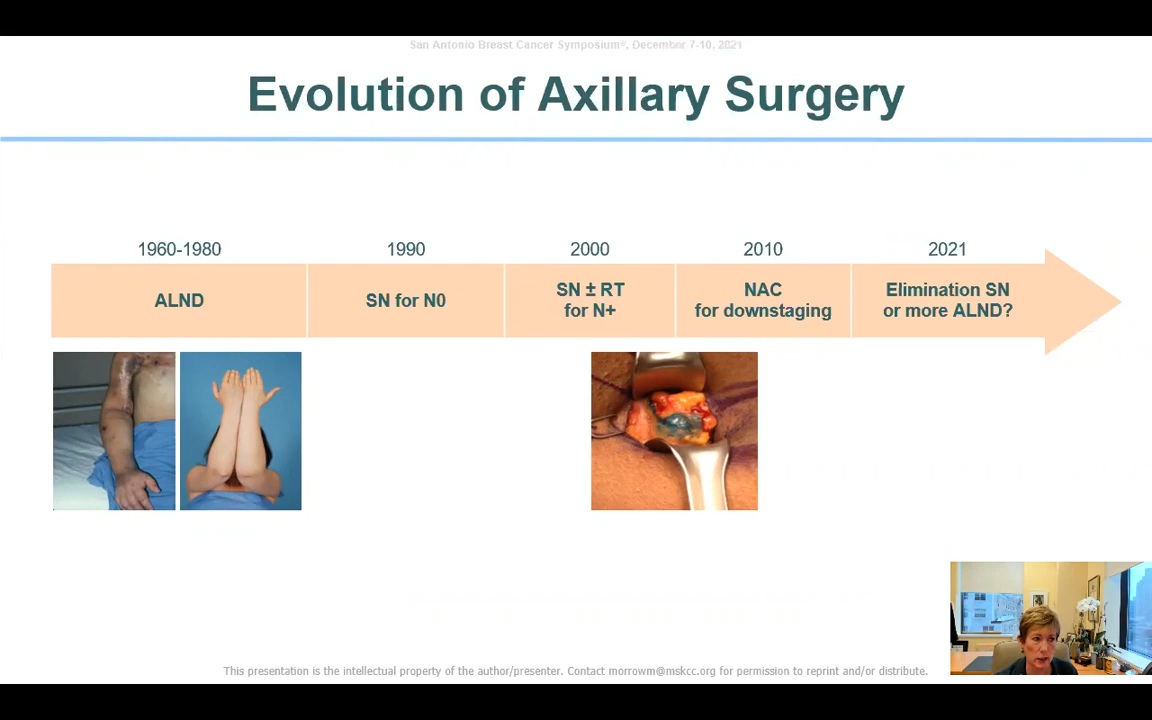 San Antonio Breast Cancer Symposium®, December 7-10, 2021
Evolution of Axillary Surgery
1960-1980
1990
2000
2010
2021
ALND
SN for N0
SN ± RT
for N+
NAC
for downstaging
Elimination SN
or more ALND?
This presentation is the intellectual property of the author/presenter. Contact morrowm@mskcc.org for permission to reprint and/or distribute.